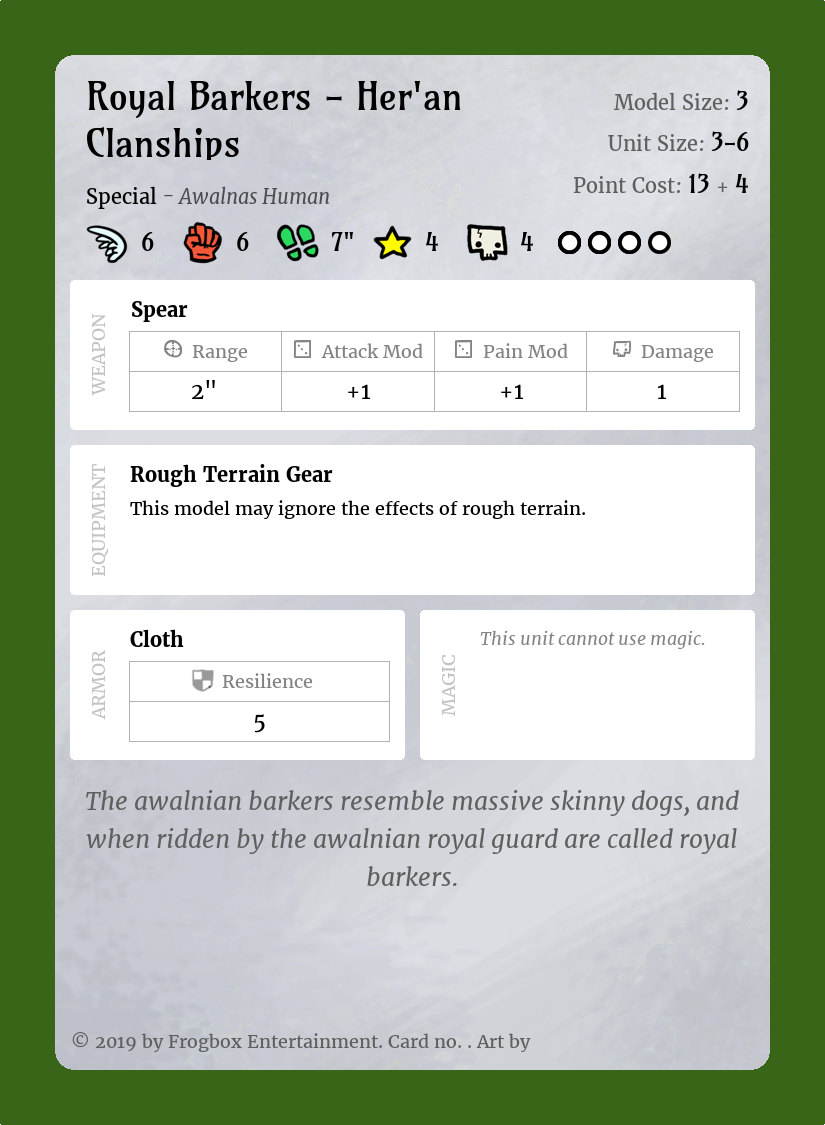 Royal Barkers – Her'an
Clanships
Model Size: 3
Unit Size: 3–6
Point Cost: 13 + 4
Special – Awalnas Human
6 6 7" 4 4
WEAPON
Spear
Range Attack Mod Pain Mod Damage
2" +1 +1 1
EQUIPMENT
Rough Terrain Gear
This model may ignore the effects of rough terrain.
ARMOR
Cloth
Resilience
5
MAGIC
This unit cannot use magic.
The awalnian barkers resemble massive skinny dogs, and
when ridden by the awalnian royal guard are called royal
barkers.
© 2019 by Frogbox Entertainment. Card no. . Art by